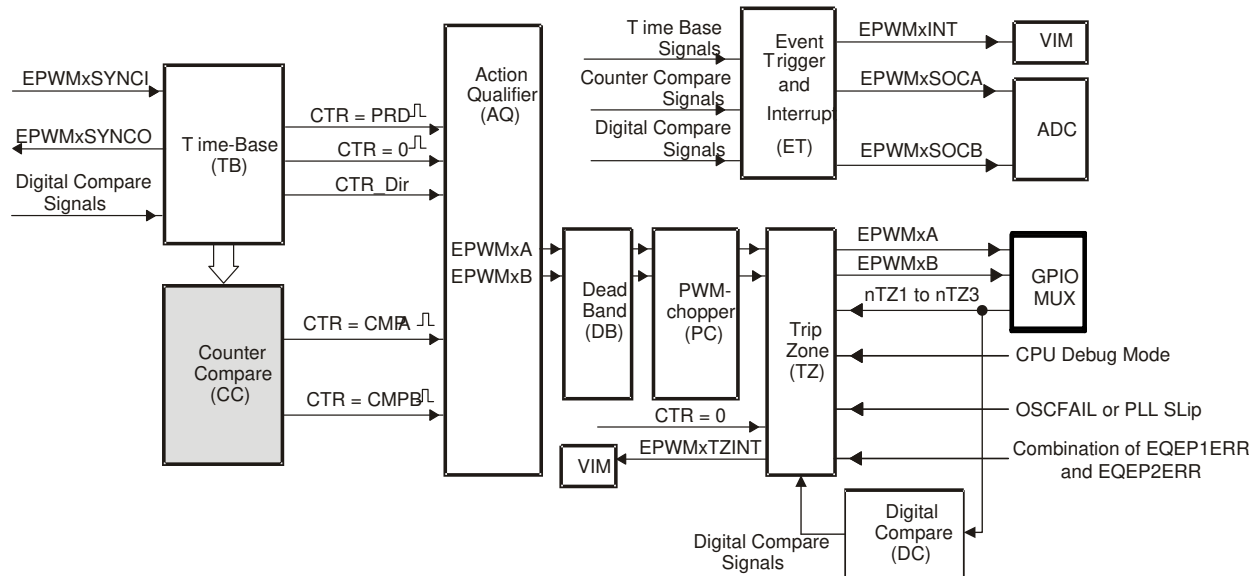 EPWMxSYNCI
EPWMxSYNCO
Digital Compare
Signals
Time-Base
(TB)
CTR = PRD
CTR = 0
CTR_Dir
Counter
Compare
(CC)
CTR = CMPA
CTR = CMPB
Action
Qualifier
(AQ)
EPWMxA
EPWMxB
Time Base
Signals
Counter Compare
Signals
Digital Compare
Signals
Event
Trigger
and
Interrupt
(ET)
EPWMxINT
EPWMxSOCA
EPWMxSOCB
VIM
ADC
Dead
Band
(DB)
PWM-
chopper
(PC)
CTR = 0
EPWMxTZINT
VIM
Trip
Zone
(TZ)
EPWMxA
EPWMxB
nTZ1 to nTZ3
GPIO
MUX
CPU Debug Mode
OSCFAIL or PLL SLip
Combination of EQEP1ERR
and EQEP2ERR
Digital
Compare
(DC)
Digital Compare
Signals